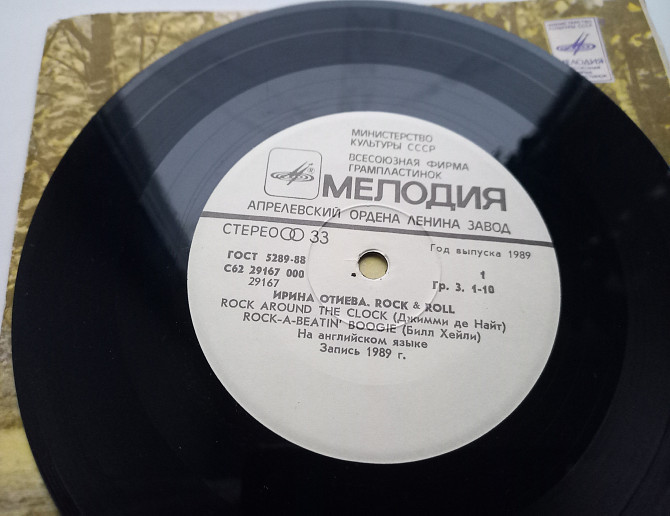 МИНИСТЕРСТВО
КУЛЬТУРЫ СССР
ВСЕСОЮЗНАЯ ФИРМА
ГРАМПЛАСТИНОК
МЕЛОДИЯ
АПРЕЛЕВСКИЙ ОРДЕНА ЛЕНИНА ЗАВОД
СТЕРЕО 33
Год выпуска 1989
ГОСТ 5289-88
С62 29167 000
29167
1
Гр. 3. 1-10
ИРИНА ОТИЕВА. ROCK & ROLL
ROCK AROUND THE CLOCK (Джимми де Найт)
ROCK-A-BEATIN' BOOGIE (Билл Хейли)
На английском языке
Запись 1989 г.
МЕЛОДИЯ